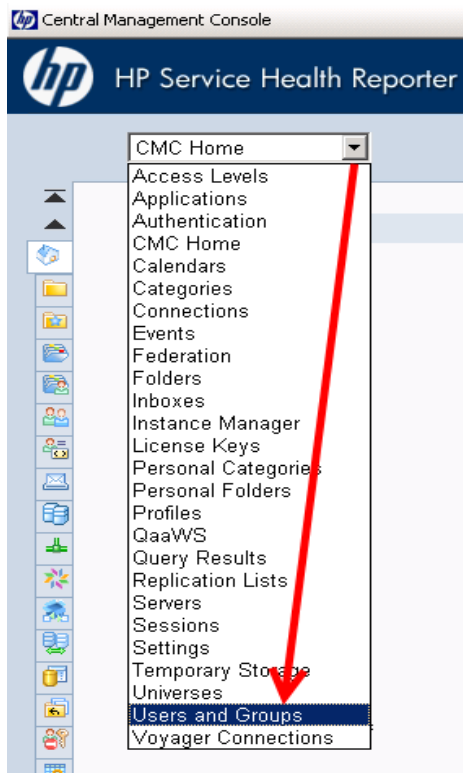 Central Management Console
hp
HP Service Health Reporter
CMC Home
Access Levels
Applications
Authentication
CMC Home
Calendars
Categories
Connections
Events
Federation
Folders
Inboxes
Instance Manager
License Keys
Personal Categories
Personal Folders
Profiles
QaaWS
Query Results
Replication Lists
Servers
Sessions
Settings
Temporary Storage
Universes
Users and Groups
Voyager Connections